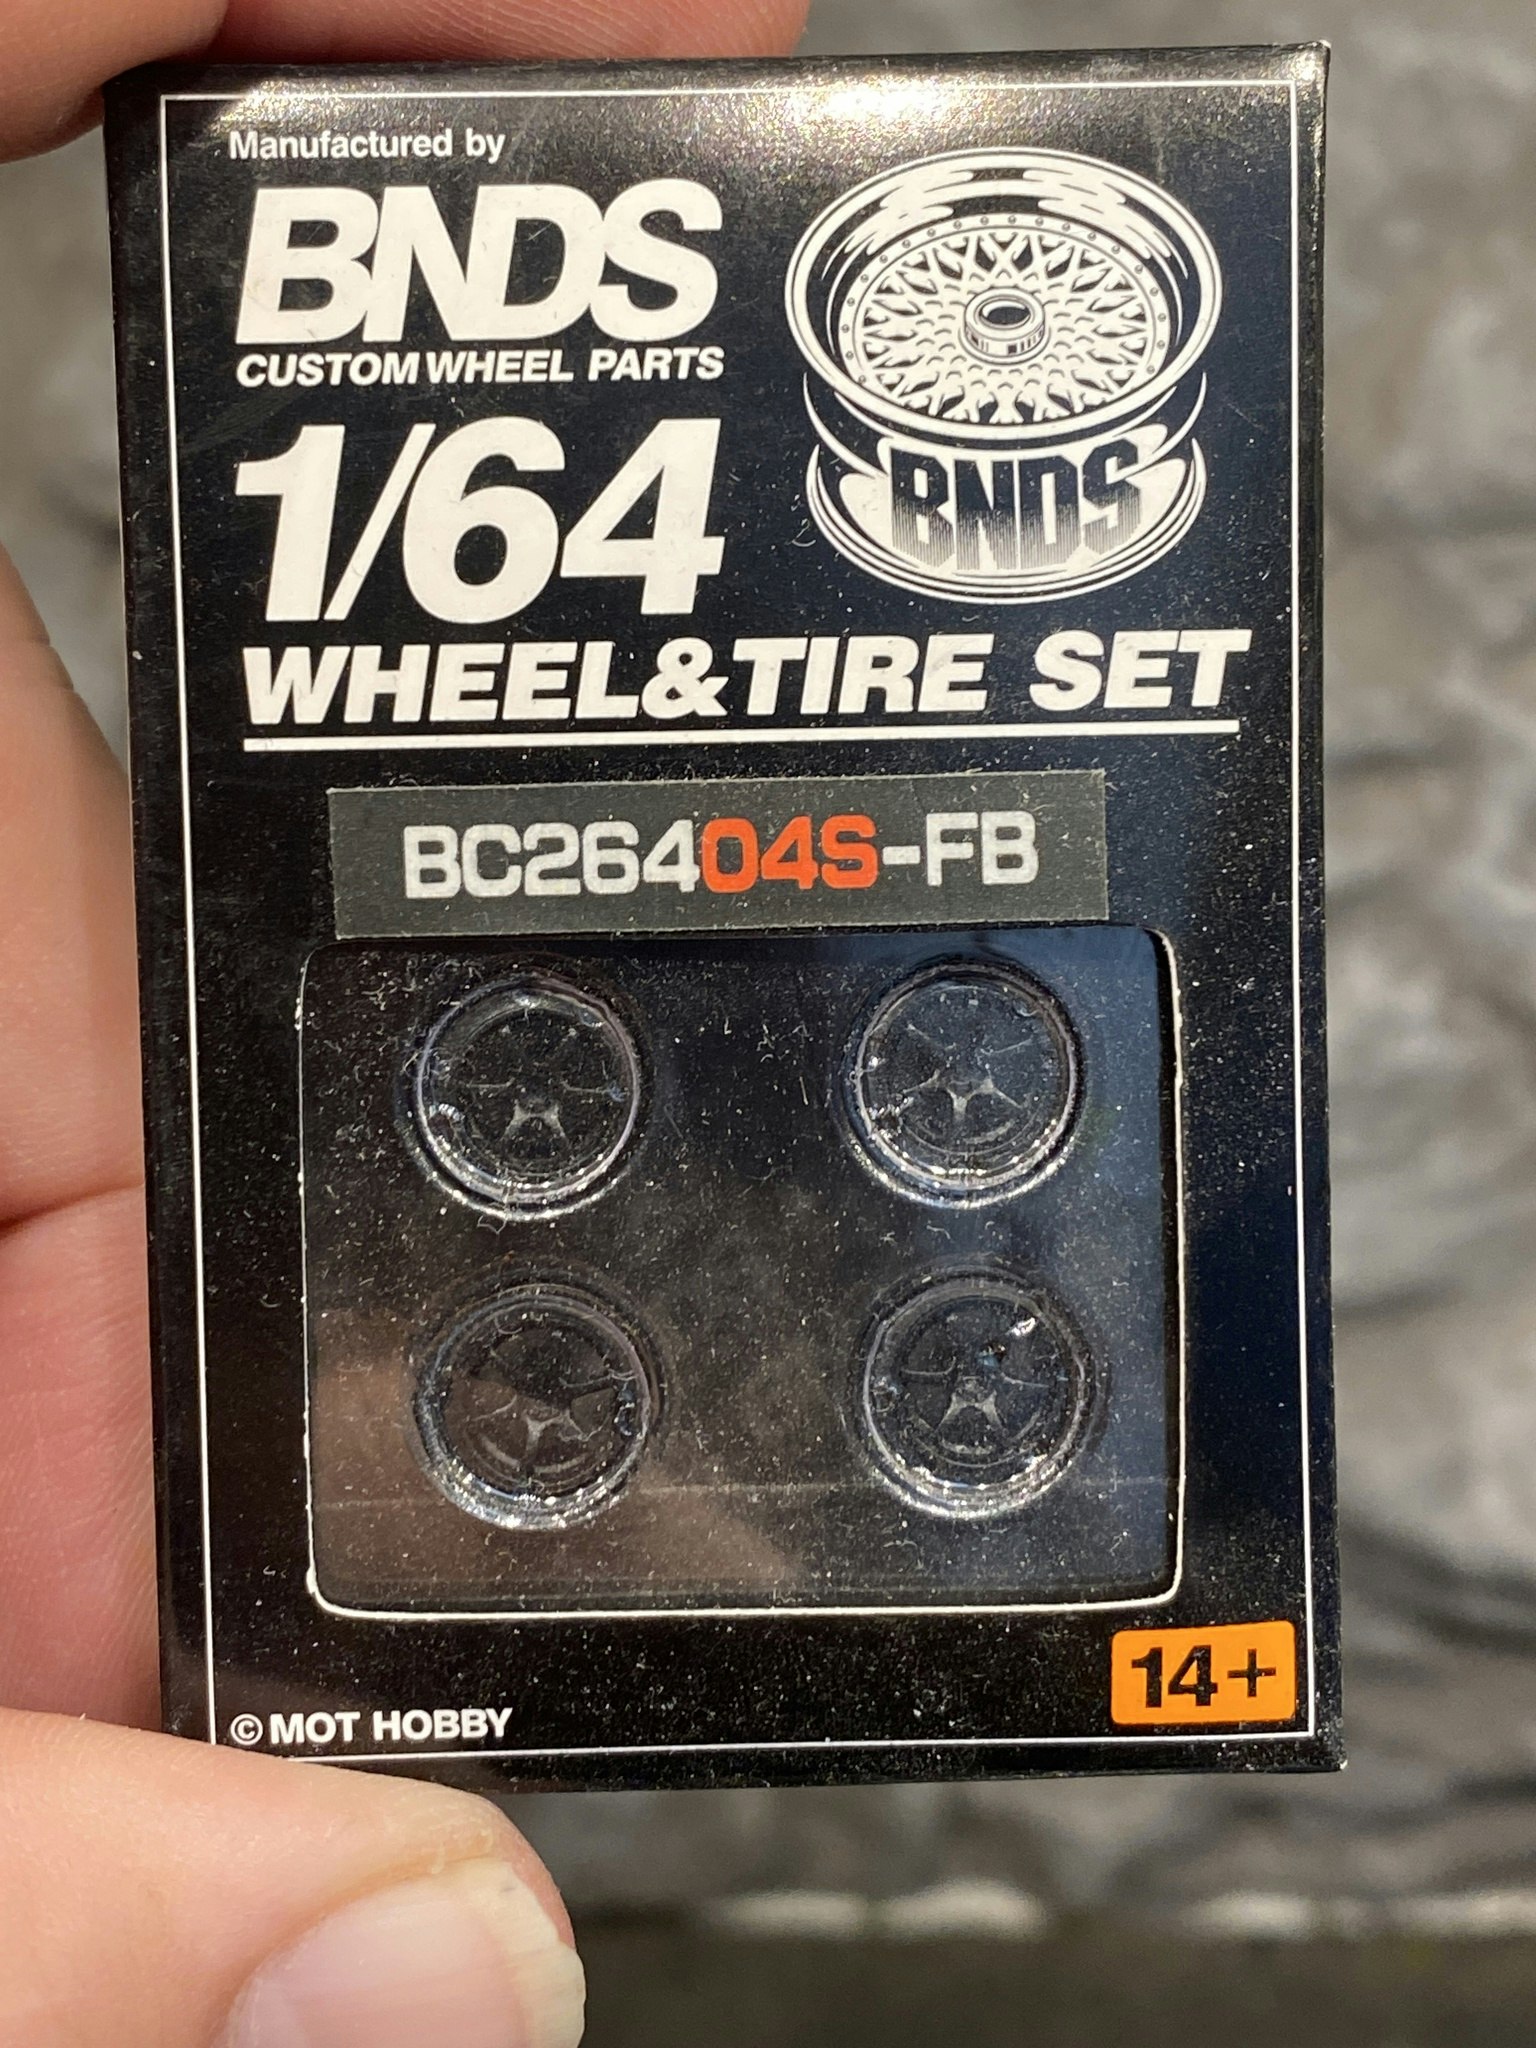 Manufactured by
BNDS
CUSTOM WHEEL PARTS
BNDS
1/64
WHEEL&TIRE SET
BC26404S-FB
14+
© MOT HOBBY